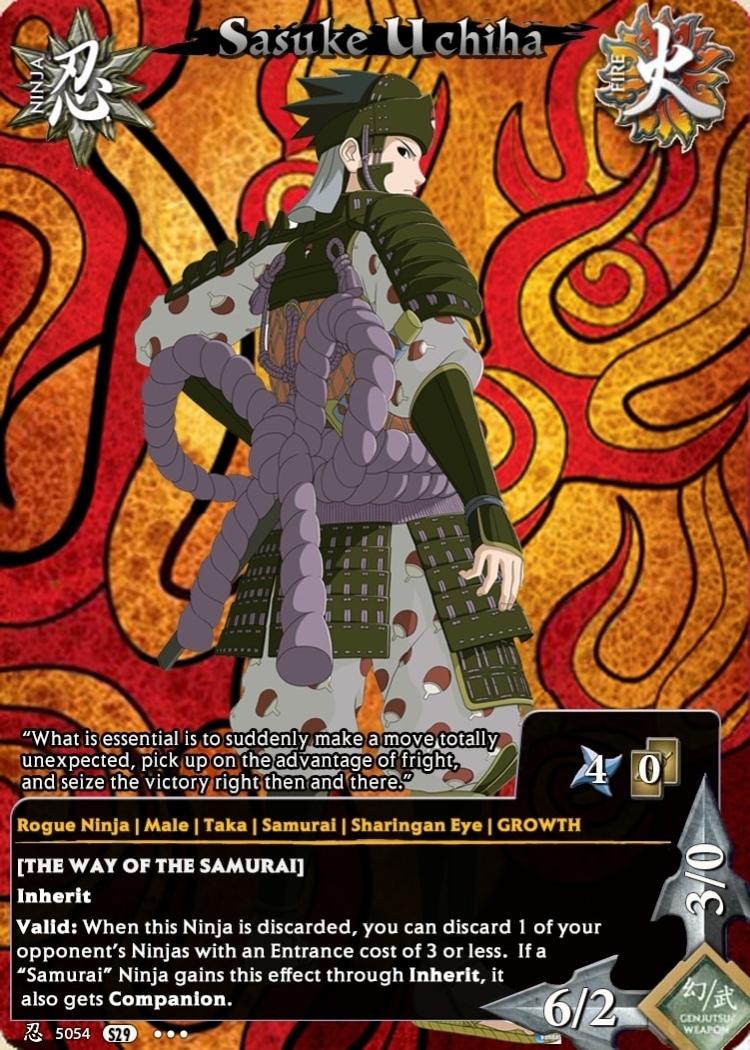 Sasuke Uchiha
NINJA
忍
FIRE
火
“What is essential is to suddenly make a move totally
unexpected, pick up on the advantage of fright,
and seize the victory right then and there.”
4 0
Rogue Ninja | Male | Taka | Samurai | Sharingan Eye | GROWTH
[THE WAY OF THE SAMURAI]
Inherit
Valid: When this Ninja is discarded, you can discard 1 of your
opponent’s Ninjas with an Entrance cost of 3 or less. If a
“Samurai” Ninja gains this effect through Inherit, it
also gets Companion.
3/0
6/2
幻/武
GENJUTSU/
WEAPON
忍 5054 S29